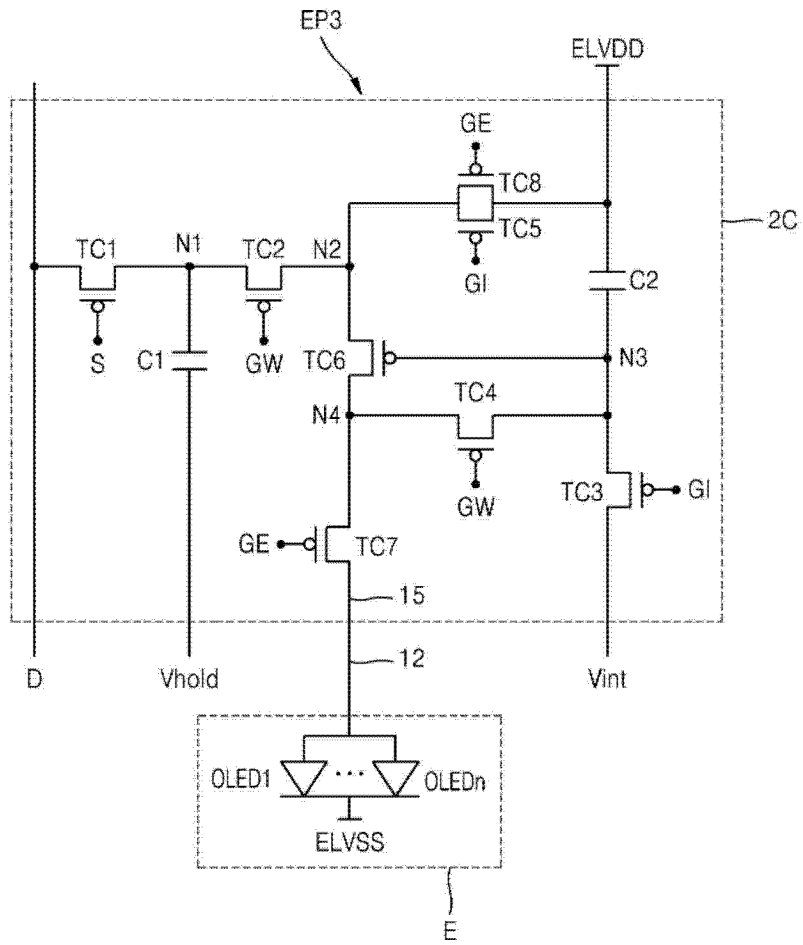 EP3
ELVDD
GE
TC8
2C
TC1
N1
TC2
N2
TC5
GI
C2
S
C1
GW
TC6
N3
TC4
N4
GW
TC3
GI
GE
TC7
15
12
D
Vhold
Vint
OLED1
OLEDn
ELVSS
E